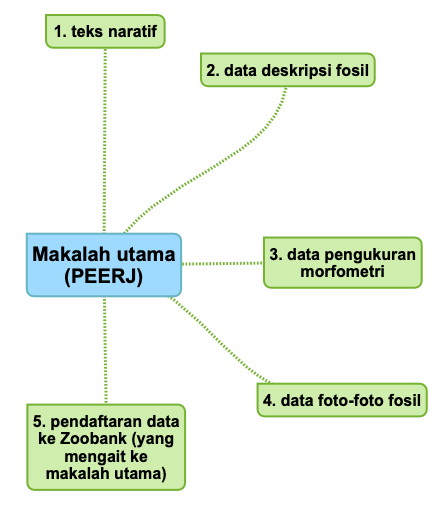 1. teks naratif
2. data deskripsi fosil
Makalah utama
(PEERJ)
3. data pengukuran
morfometri
4. data foto-foto fosil
5. pendaftaran data
ke Zoobank (yang
mengait ke
makalah utama)